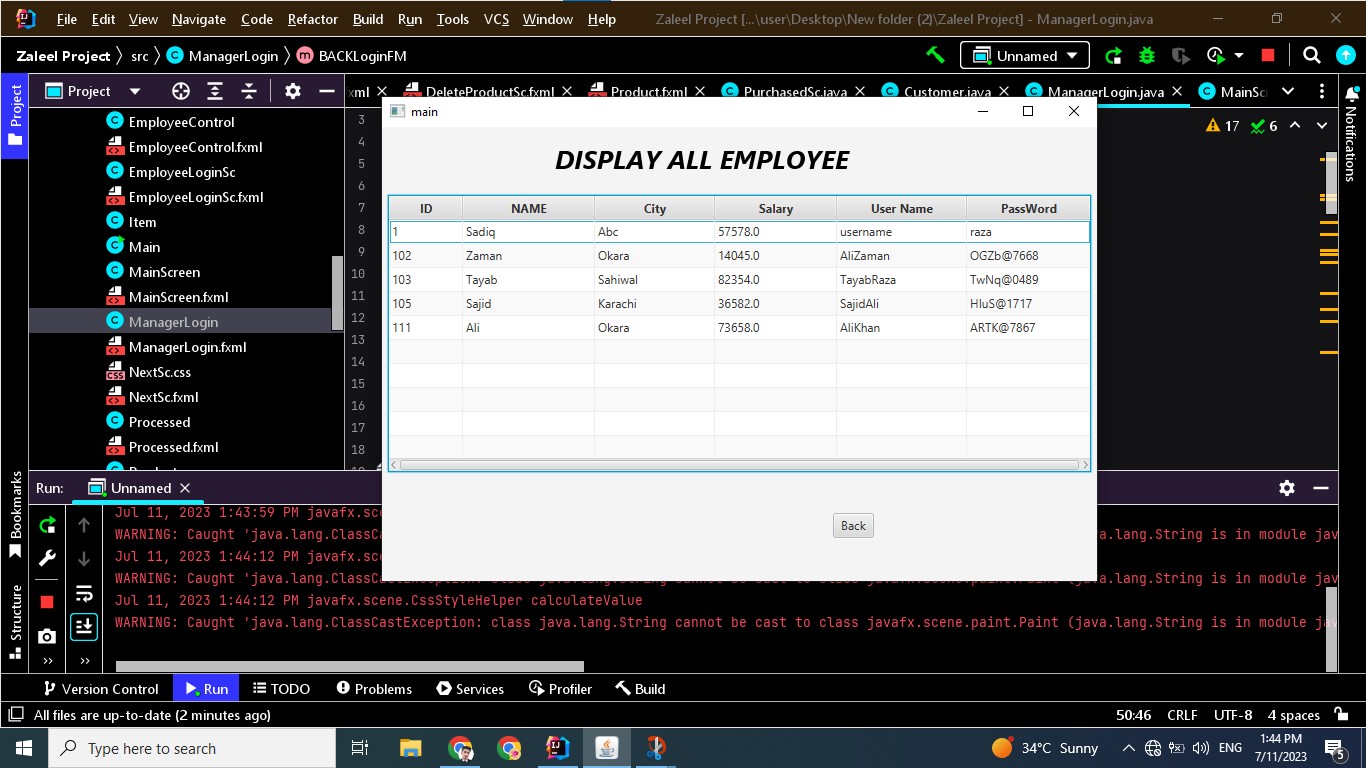 File Edit View Navigate Code Refactor Build Run Tools VCS Window Help Zaleel Project [...\user\Desktop\New folder (2)\Zaleel Project] - ManagerLogin.java
Zaleel Project src ManagerLogin BACKLoginFM Unnamed
Project
Project
.xml DeleteProductSc.fxml Product.fxml PurchasedSc.java Customer.java ManagerLogin.java MainSc
Notifications
17 6
EmployeeControl
EmployeeControl.fxml
EmployeeLoginSc
EmployeeLoginSc.fxml
Item
Main
MainScreen
MainScreen.fxml
ManagerLogin
ManagerLogin.fxml
NextSc.css
NextSc.fxml
Processed
Processed.fxml
3
4
5
6
7
8
9
10
11
12
13
14
15
16
17
18
main
DISPLAY ALL EMPLOYEE
ID NAME City Salary User Name PassWord
1 Sadiq Abc 57578.0 username raza
102 Zaman Okara 14045.0 AliZaman OGZb@7668
103 Tayab Sahiwal 82354.0 TayabRaza TwNq@0489
105 Sajid Karachi 36582.0 SajidAli
111 Ali Okara 73658.0 AliKhan ARTK@7867
Back
Bookmarks
Structure
Run: Unnamed
Jul 11, 2023 1:43:59 PM javafx.sce
WARNING: Caught 'java.lang.ClassCa a.lang.String is in module jav
Jul 11, 2023 1:44:12 PM javafx.sce
WARNING: Caught 'java.lang.ClassCastException: class java.lang.String cannot be cast to class javafx.scene.paint.Paint (java.lang.String is in module jav
Jul 11, 2023 1:44:12 PM javafx.scene.CssStyleHelper calculateValue
WARNING: Caught 'java.lang.ClassCastException: class java.lang.String cannot be cast to class javafx.scene.paint.Paint (java.lang.String is in module jav
Version Control Run TODO Problems Services Profiler Build
All files are up-to-date (2 minutes ago) 50:46 CRLF UTF-8 4 spaces
Type here to search 34°C Sunny ENG 1:44 PM
7/11/2023 5